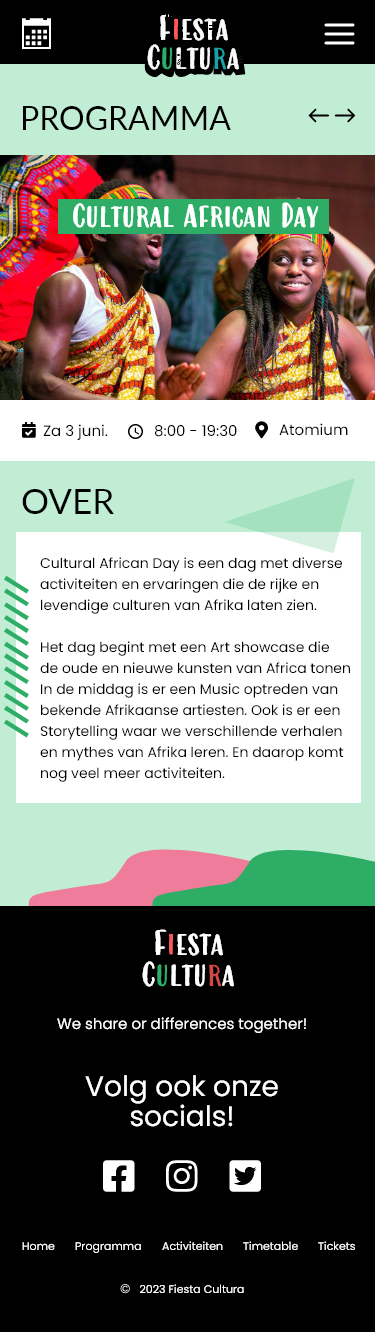 FIESTA
CULTURA
PROGRAMMA
CULTURAL AFRICAN DAY
Za 3 juni.
8:00 - 19:30
Atomium
OVER
Cultural African Day is een dag met diverse
activiteiten en ervaringen die de rijke en
levendige culturen van Afrika laten zien.
Het dag begint met een Art showcase die
de oude en nieuwe kunsten van Africa tonen
In de middag is er een Music optreden van
bekende Afrikaanse artiesten. Ook is er een
Storytelling waar we verschillende verhalen
en mythes van Afrika leren. En daarop komt
nog veel meer activiteiten.
FIESTA
CULTURA
We share or differences together!
Volg ook onze
socials!
Home Programma Activiteiten Timetable Tickets
© 2023 Fiesta Cultura